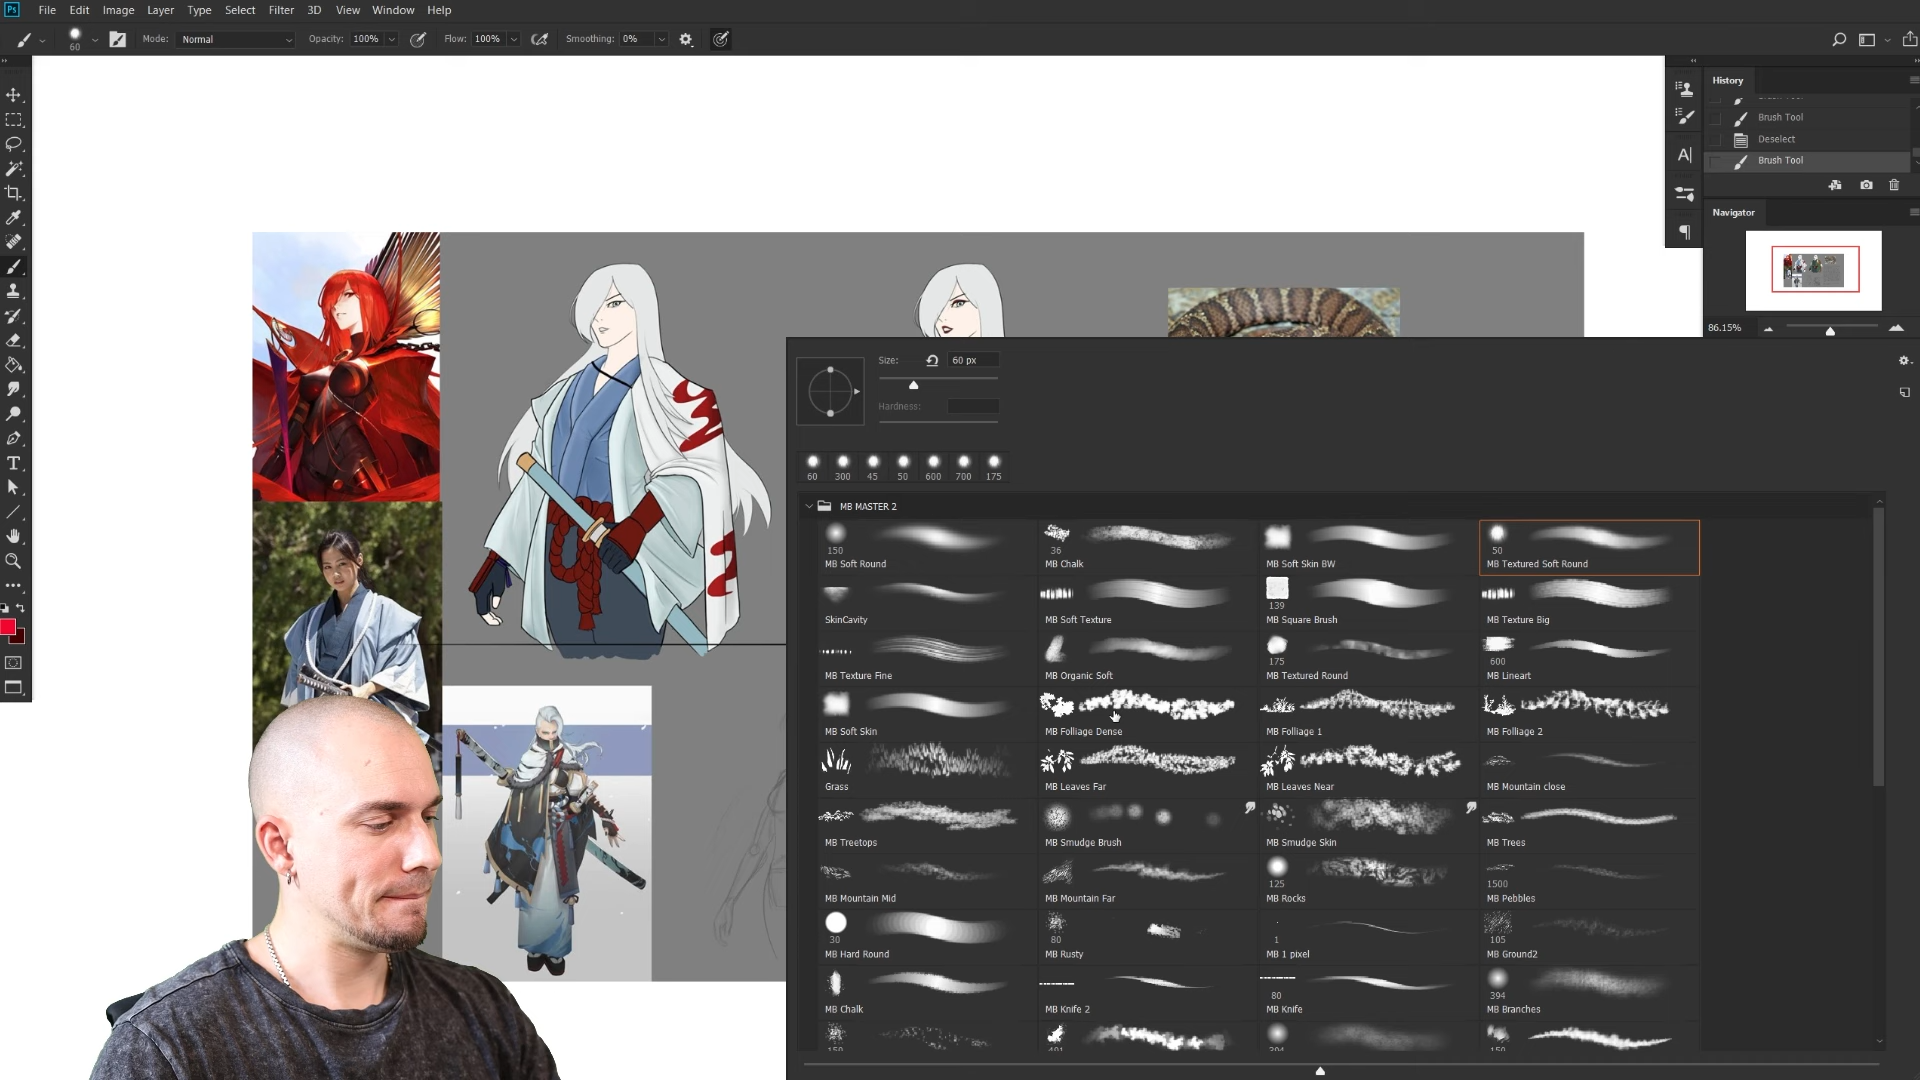 Ps File Edit Image Layer Type Select Filter 3D View Window Help
60 Mode: Normal Opacity: 100% Flow: 100% Smoothing: 0%
History
Brush Tool
Deselect
Brush Tool
Navigator
86.15%
Size: 60 px
Hardness:
60 300 45 50 600 700 175
MB MASTER 2
150 36 50
MB Soft Round MB Chalk MB Soft Skin BW MB Textured Soft Round
139
SkinCavity MB Soft Texture MB Square Brush MB Texture Big
175 600
MB Texture Fine MB Organic Soft MB Textured Round MB Lineart
MB Soft Skin MB Folliage Dense MB Folliage 1 MB Folliage 2
Grass MB Leaves Far MB Leaves Near MB Mountain close
MB Treetops MB Smudge Brush MB Smudge Skin MB Trees
125 1500
MB Mountain Mid MB Mountain Far MB Rocks MB Pebbles
30 80 1 105
MB Hard Round MB Rusty MB 1 pixel MB Ground2
80 394
MB Chalk MB Knife 2 MB Knife MB Branches